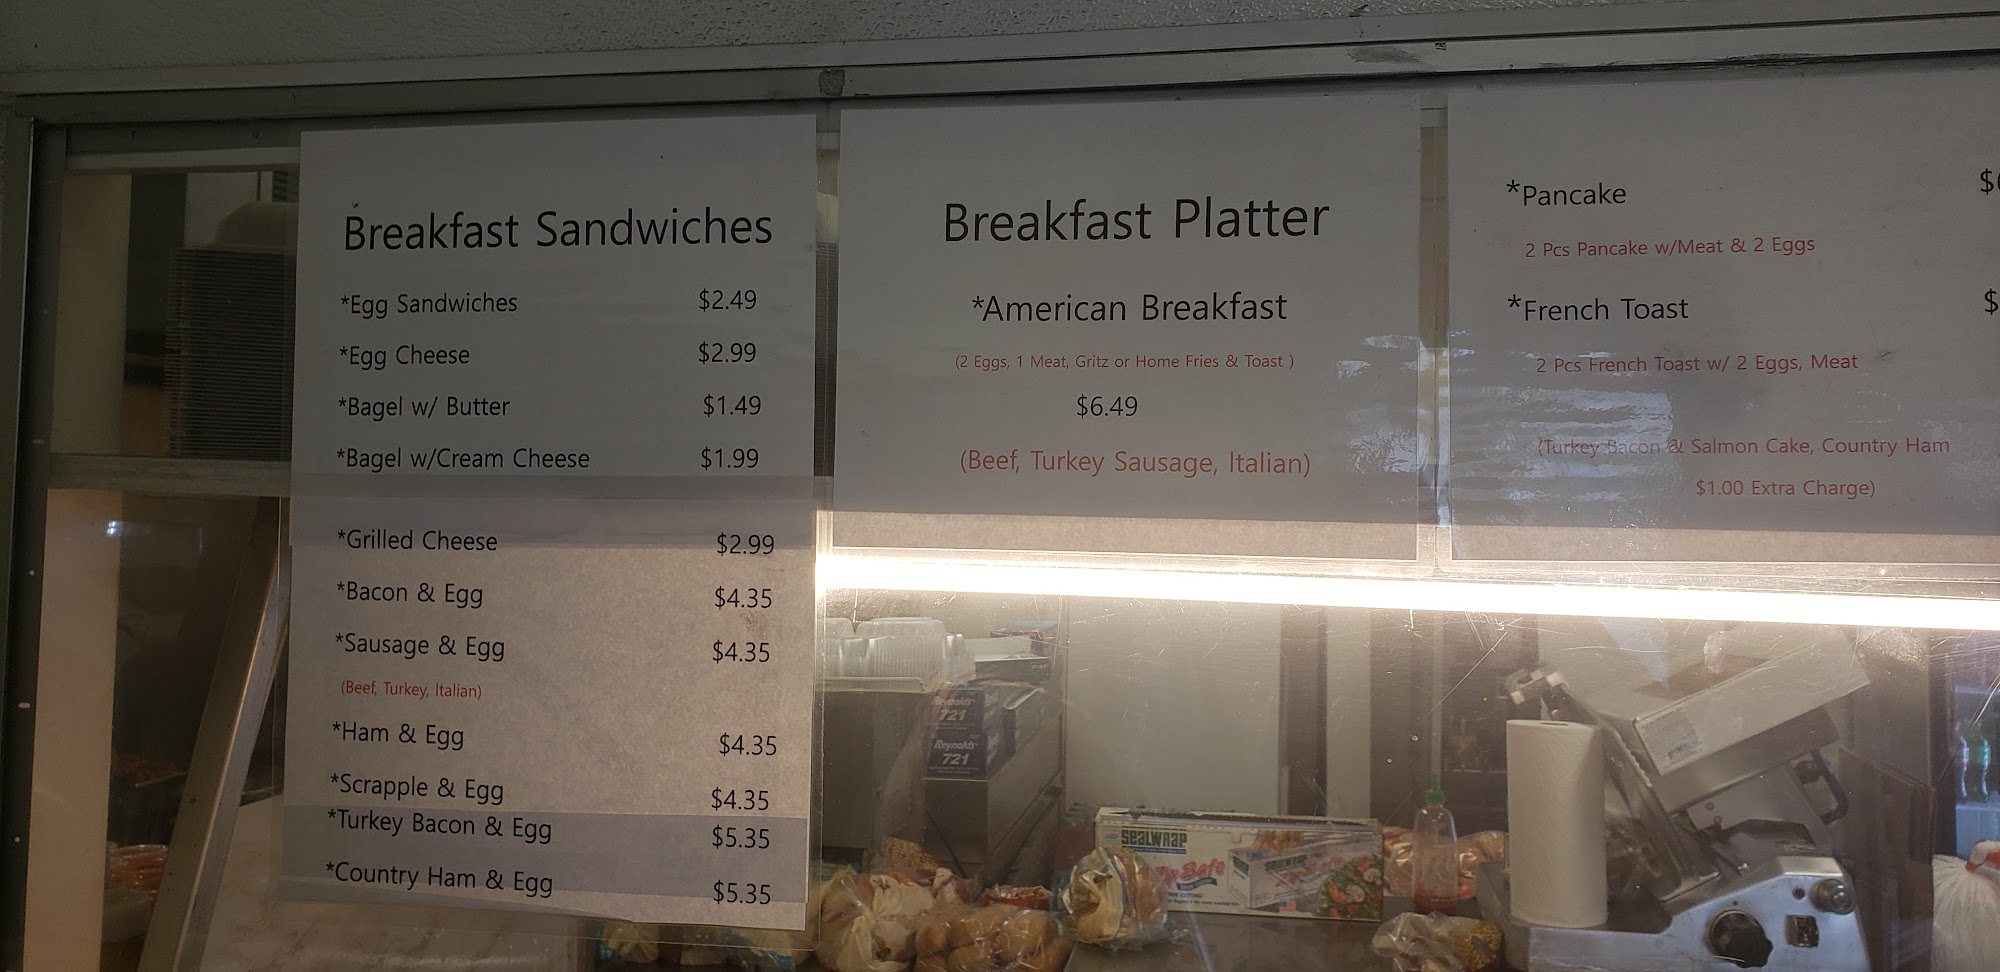 Breakfast Sandwiches
*Egg Sandwiches $2.49
*Egg Cheese $2.99
*Bagel w/ Butter $1.49
*Bagel w/Cream Cheese $1.99
*Grilled Cheese $2.99
*Bacon & Egg $4.35
*Sausage & Egg $4.35
(Beef, Turkey, Italian)
*Ham & Egg $4.35
*Scrapple & Egg $4.35
*Turkey Bacon & Egg $5.35
*Country Ham & Egg $5.35
Breakfast Platter
*American Breakfast
(2 Eggs, 1 Meat, Gritz or Home Fries & Toast )
$6.49
(Beef, Turkey Sausage, Italian)
*Pancake $
2 Pcs Pancake w/Meat & 2 Eggs
*French Toast $
2 Pcs French Toast w/ 2 Eggs, Meat
(Turkey Bacon & Salmon Cake, Country Ham
$1.00 Extra Charge)
Reynolds
721
Reynolds
721
SEALWRAP
Safe